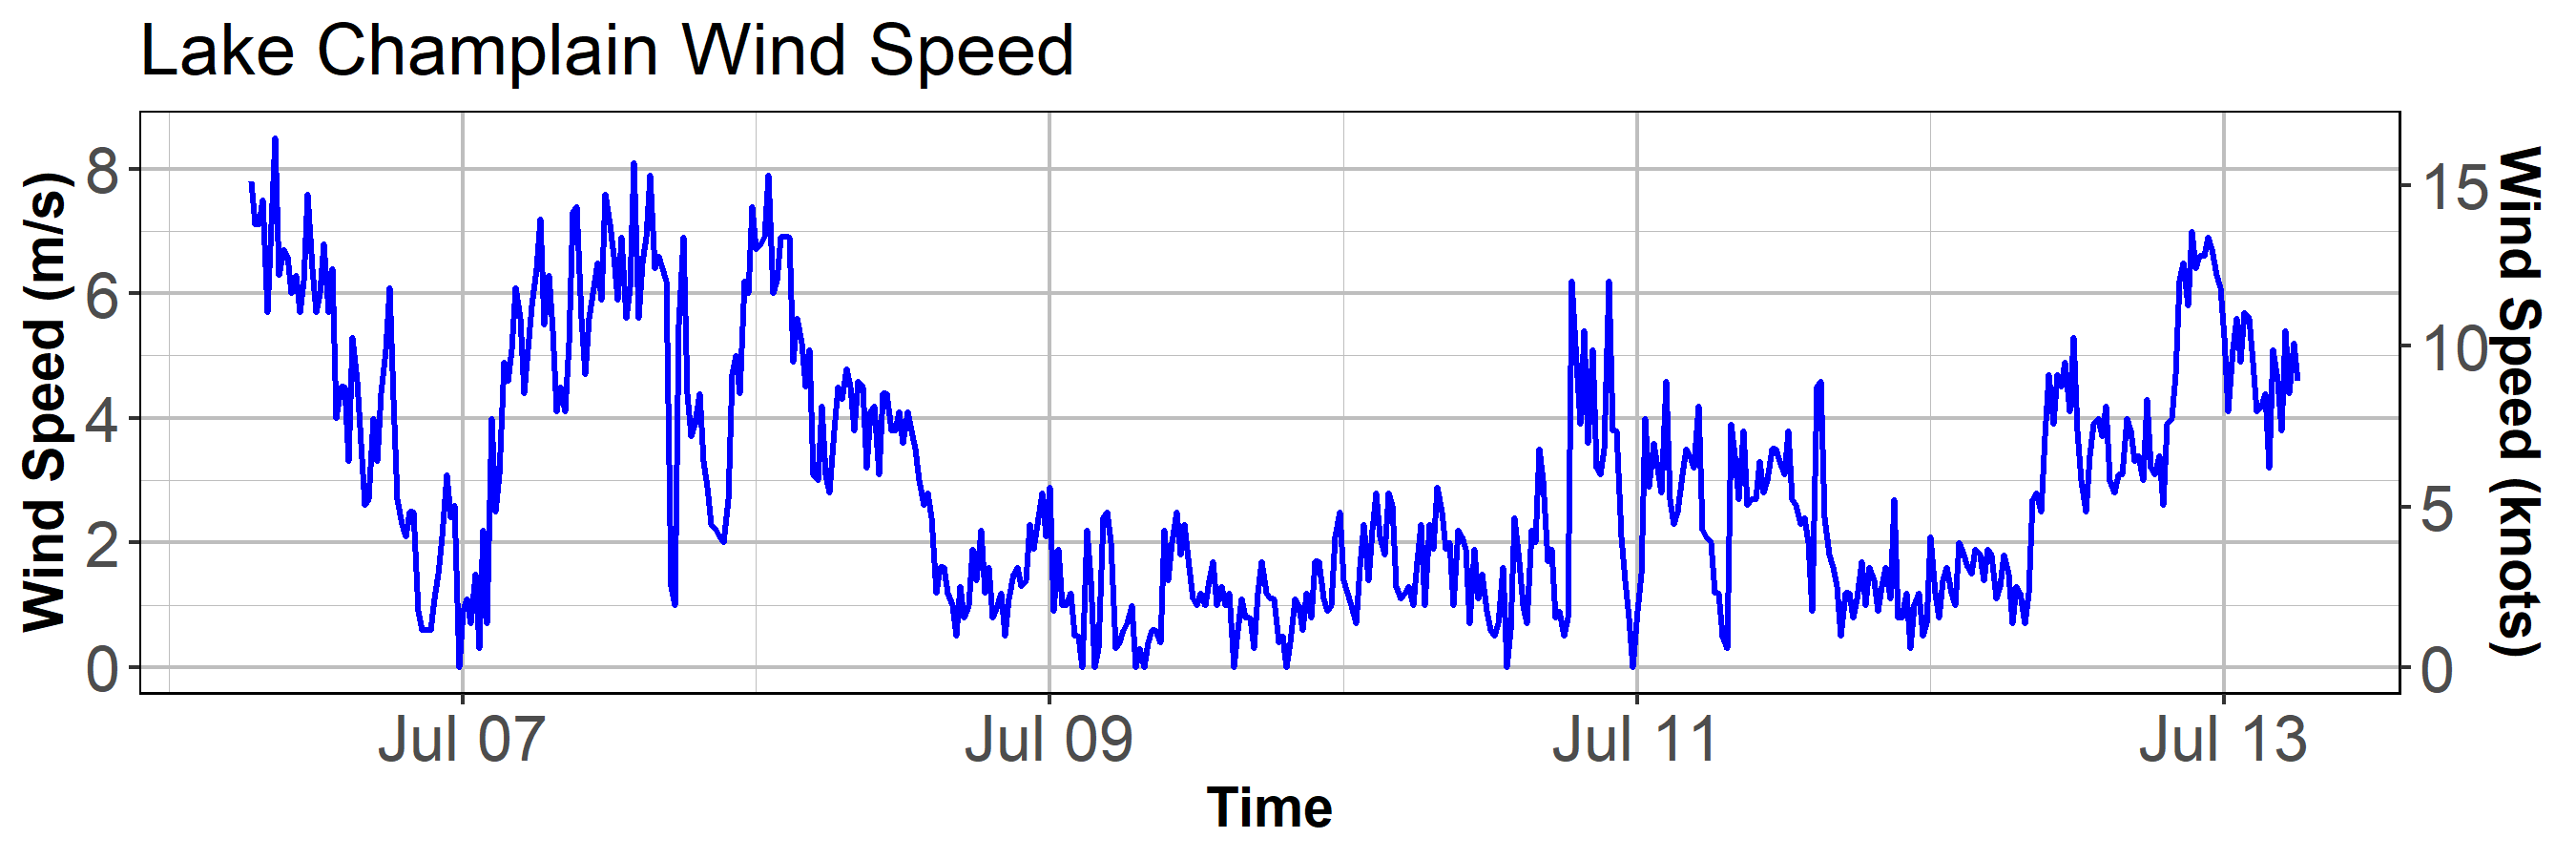 Lake Champlain Wind Speed
Wind Speed (m/s)
8
6
4
2
0
15
10
5
0
Wind Speed (knots)
Jul 07
Jul 09
Jul 11
Jul 13
Time